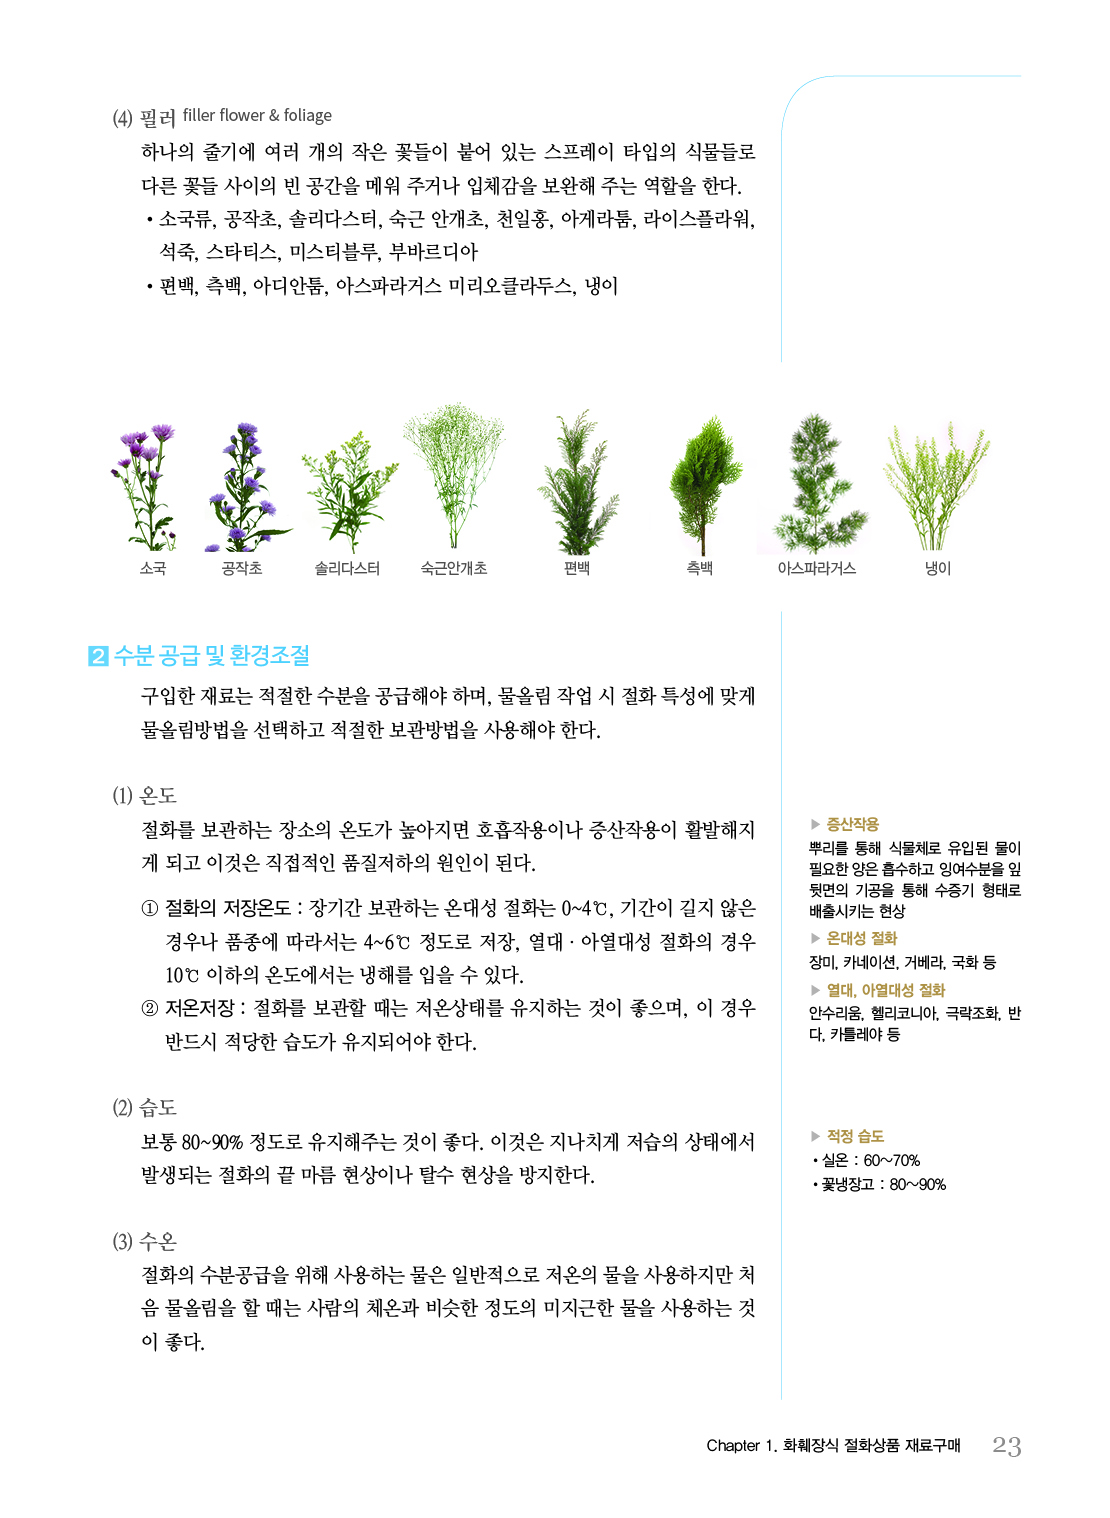 (4) 필러 filler flower & foliage
하나의 줄기에 여러 개의 작은 꽃들이 붙어 있는 스프레이 타입의 식물들로
다른 꽃들 사이의 빈 공간을 메워 주거나 입체감을 보완해 주는 역할을 한다.
• 소국류, 공작초, 솔리다스터, 숙근 안개초, 천일홍, 아게라툼, 라이스플라워,
석죽, 스타티스, 미스티블루, 부바르디아
• 편백, 측백, 아디안툼, 아스파라거스 미리오클라두스, 냉이
소국 공작초 솔리다스터 숙근안개초 편백 측백 아스파라거스 냉이
2 수분 공급 및 환경조절
구입한 재료는 적절한 수분을 공급해야 하며, 물올림 작업 시 절화 특성에 맞게
물올림방법을 선택하고 적절한 보관방법을 사용해야 한다.
(1) 온도
절화를 보관하는 장소의 온도가 높아지면 호흡작용이나 증산작용이 활발해지
게 되고 이것은 직접적인 품질저하의 원인이 된다.
① 절화의 저장온도 : 장기간 보관하는 온대성 절화는 0~4℃, 기간이 길지 않은
경우나 품종에 따라서는 4~6℃ 정도로 저장, 열대 · 아열대성 절화의 경우
10℃ 이하의 온도에서는 냉해를 입을 수 있다.
② 저온저장 : 절화를 보관할 때는 저온상태를 유지하는 것이 좋으며, 이 경우
반드시 적당한 습도가 유지되어야 한다.
▶ 증산작용
뿌리를 통해 식물체로 유입된 물이
필요한 양은 흡수하고 잉여수분을 잎
뒷면의 기공을 통해 수증기 형태로
배출시키는 현상
▶ 온대성 절화
장미, 카네이션, 거베라, 국화 등
▶ 열대, 아열대성 절화
안수리움, 헬리코니아, 극락조화, 반
다, 카틀레야 등
(2) 습도
보통 80~90% 정도로 유지해주는 것이 좋다. 이것은 지나치게 저습의 상태에서
발생되는 절화의 끝 마름 현상이나 탈수 현상을 방지한다.
▶ 적정 습도
• 실온 : 60~70%
• 꽃냉장고 : 80~90%
(3) 수온
절화의 수분공급을 위해 사용하는 물은 일반적으로 저온의 물을 사용하지만 처
음 물올림을 할 때는 사람의 체온과 비슷한 정도의 미지근한 물을 사용하는 것
이 좋다.
Chapter 1. 화훼장식 절화상품 재료구매 23